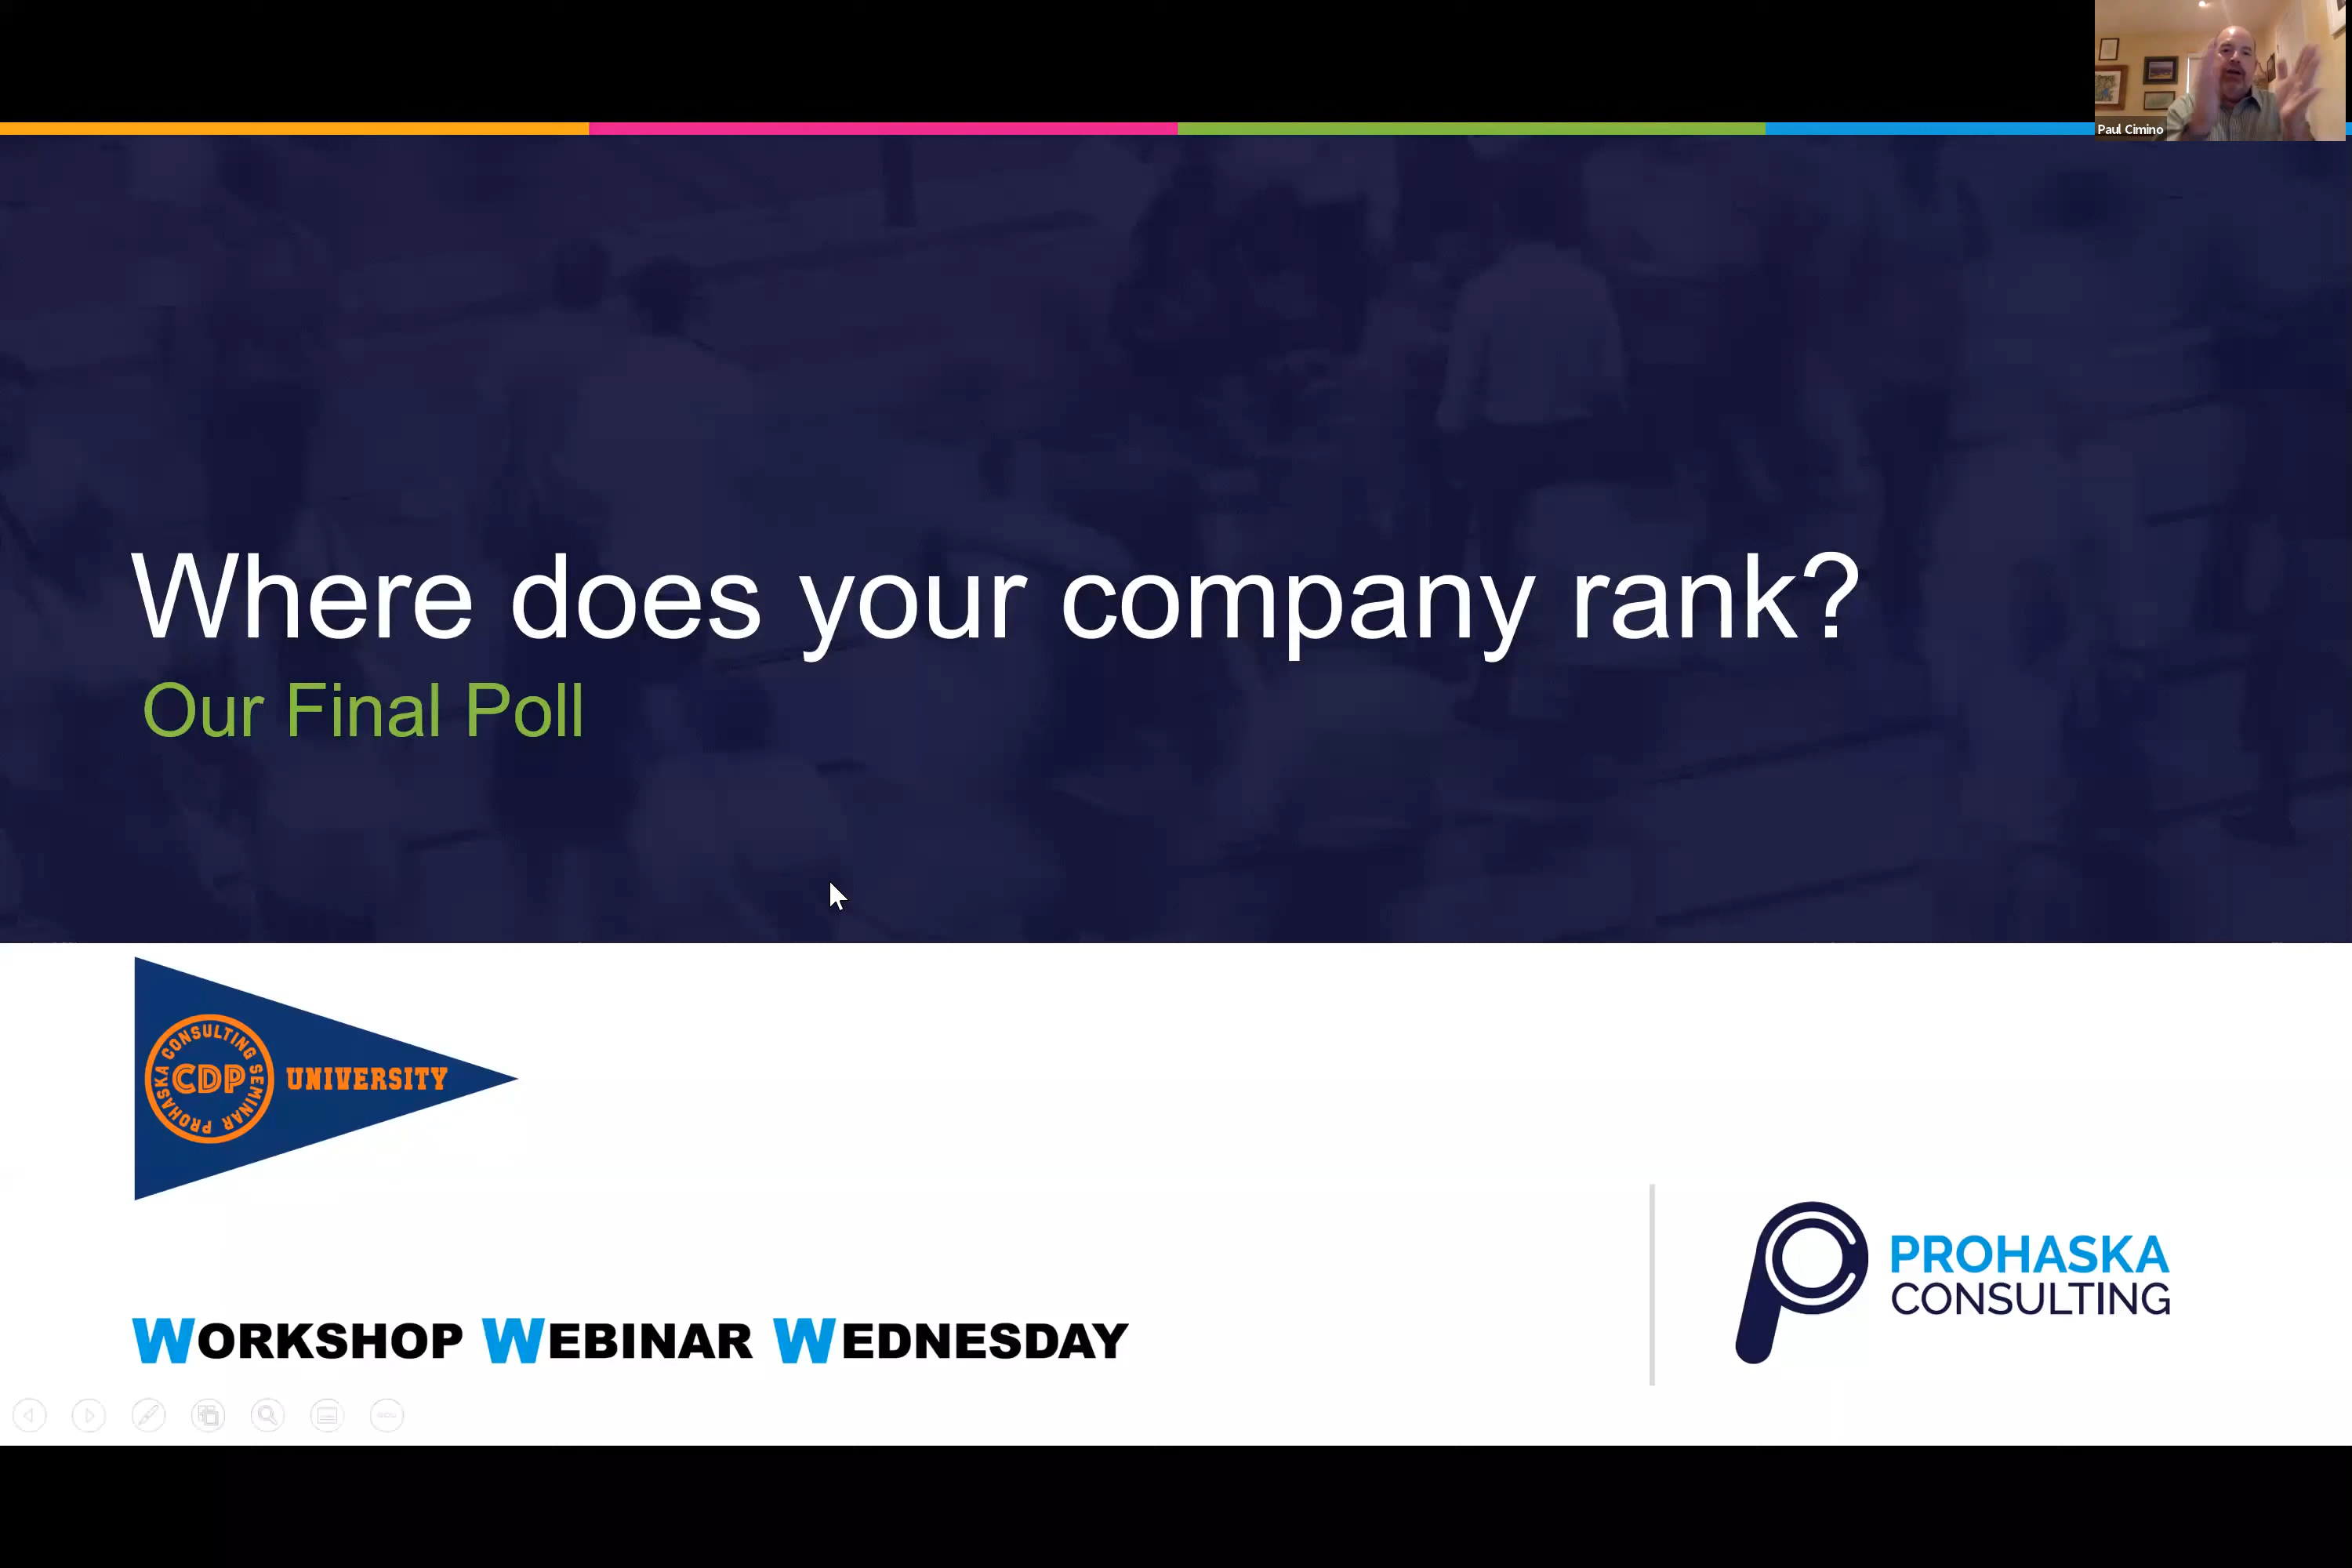 Paul Cimino
Where does your company rank?
Our Final Poll
PROHASKA CONSULTING SEMINAR
CDP
UNIVERSITY
PROHASKA
CONSULTING
WORKSHOP WEBINAR WEDNESDAY